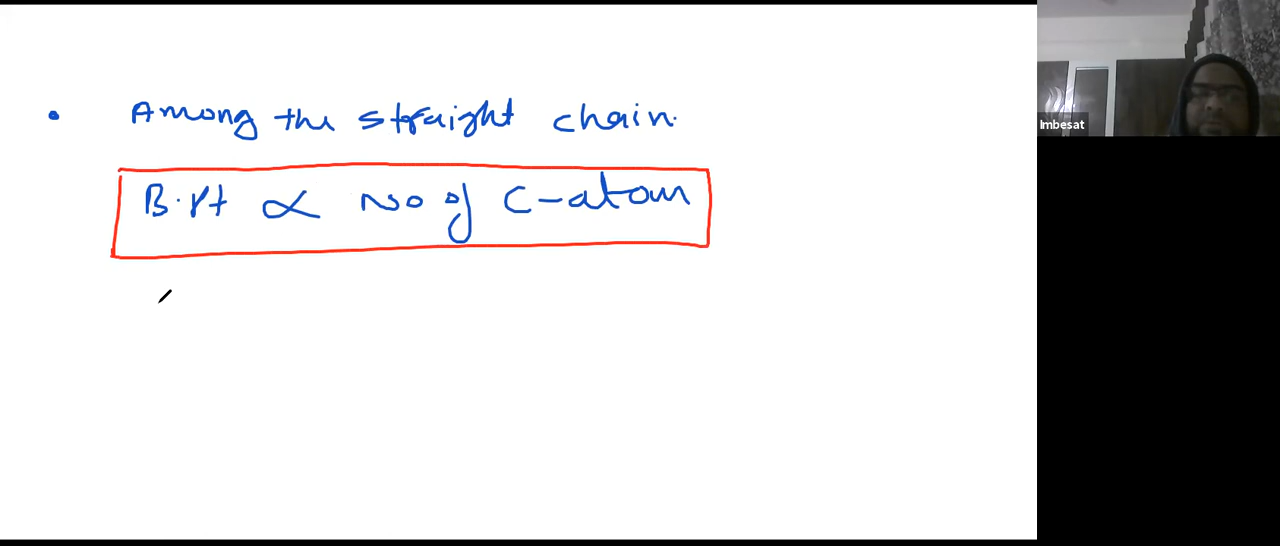 • Among the straight chain.
B.Pt ∝ No of C-atom
Imbesat